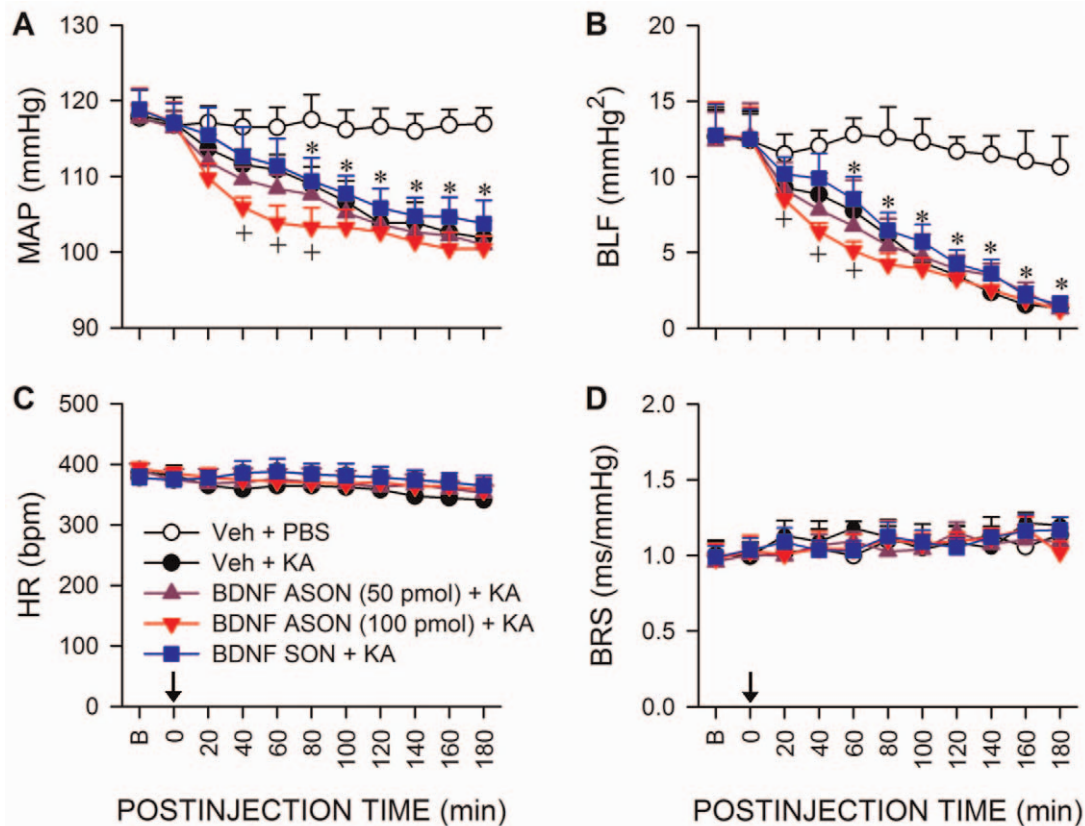 A
MAP (mmHg)
130
120
110
100
90
* * * * * *
+ + +
B
BLF (mmHg²)
20
15
10
5
0
* * * * * * *
+ + +
C
HR (bpm)
500
400
300
200
100
0
Veh + PBS
Veh + KA
BDNF ASON (50 pmol) + KA
BDNF ASON (100 pmol) + KA
BDNF SON + KA
B 0 20 40 60 80 100 120 140 160 180
POSTINJECTION TIME (min)
D
BRS (ms/mmHg)
2.0
1.5
1.0
0.5
0.0
B 0 20 40 60 80 100 120 140 160 180
POSTINJECTION TIME (min)